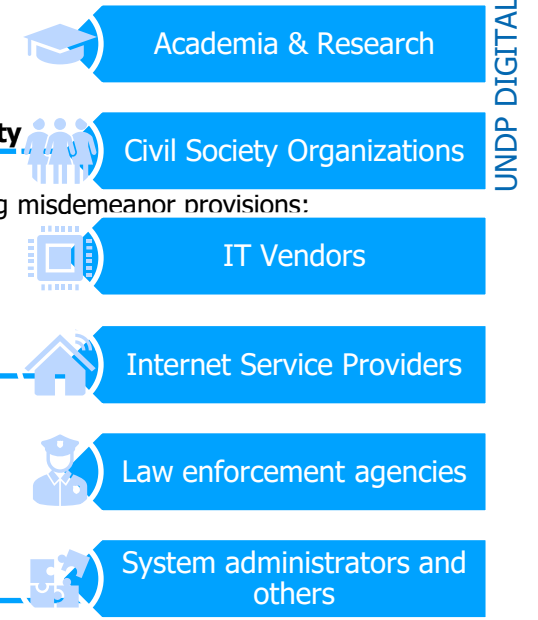 Academia & Research
UNDP DIGITAL
ty
Civil Society Organizations
g misdemeanor provisions:
IT Vendors
Internet Service Providers
Law enforcement agencies
System administrators and
others